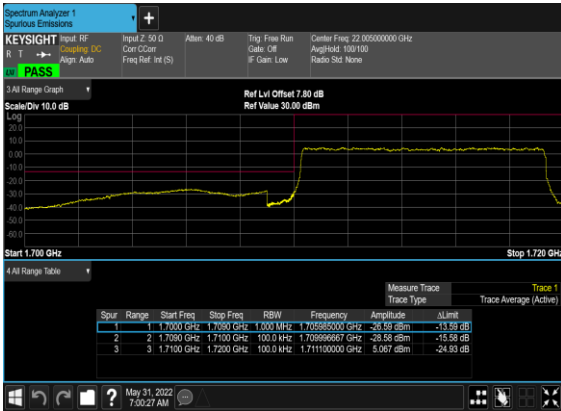 Spectrum Analyzer 1
Spurious Emissions
+
KEYSIGHT Input: RF Input Z: 50 Ω Atten: 40 dB Trig: Free Run Center Freq: 22.005000000 GHz
R T Coupling: DC Corr CCorr Gate: Off Avg|Hold: 100/100
Align: Auto Freq Ref: Int (S) IF Gain: Low Radio Std: None
LW PASS
3 All Range Graph
Ref Lvl Offset 7.80 dB
Scale/Div 10.0 dB Ref Value 30.00 dBm
Log
20.0
10.0
0.00
-10.0
-20.0
-30.0
-40.0
-50.0
-60.0
Start 1.700 GHz Stop 1.720 GHz
4 All Range Table
Measure Trace Trace 1
Trace Type Trace Average (Active)
Spur Range Start Freq Stop Freq RBW Frequency Amplitude ΔLimit
1 1 1.7000 GHz 1.7090 GHz 1.000 MHz 1.705985000 GHz -26.59 dBm -13.59 dB
2 2 1.7090 GHz 1.7100 GHz 100.0 kHz 1.709996667 GHz -28.58 dBm -15.58 dB
3 3 1.7100 GHz 1.7200 GHz 100.0 kHz 1.711100000 GHz 5.067 dBm -24.93 dB
? May 31, 2022
7:00:27 AM